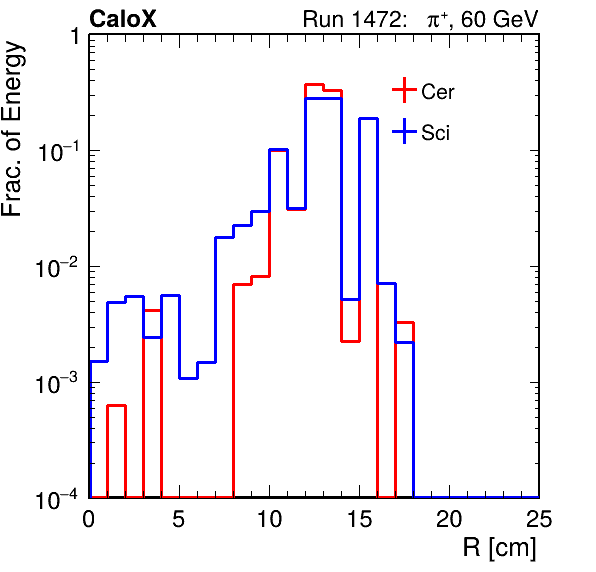 CaloX Run 1472: π⁺, 60 GeV
Frac. of Energy
1
10⁻¹
10⁻²
10⁻³
10⁻⁴
Cer
Sci
0 5 10 15 20 25
R [cm]